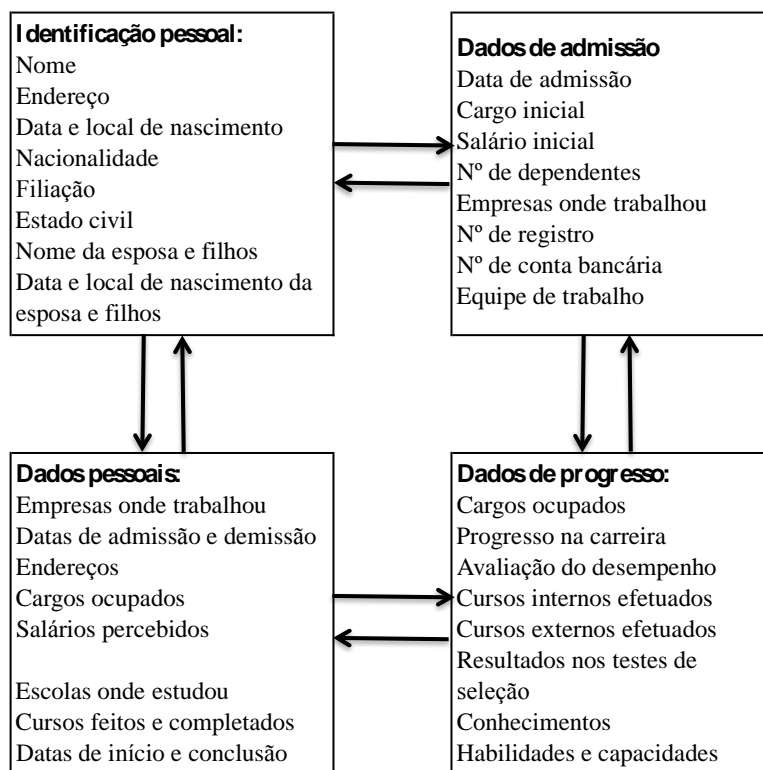 Identificação pessoal:
Nome
Endereço
Data e local de nascimento
Nacionalidade
Filiação
Estado civil
Nome da esposa e filhos
Data e local de nascimento da
esposa e filhos
Dados de admissão
Data de admissão
Cargo inicial
Salário inicial
Nº de dependentes
Empresas onde trabalhou
Nº de registro
Nº de conta bancária
Equipe de trabalho
Dados pessoais:
Empresas onde trabalhou
Datas de admissão e demissão
Endereços
Cargos ocupados
Salários percebidos
Escolas onde estudou
Cursos feitos e completados
Datas de início e conclusão
Dados de progresso:
Cargos ocupados
Progresso na carreira
Avaliação do desempenho
Cursos internos efetuados
Cursos externos efetuados
Resultados nos testes de
seleção
Conhecimentos
Habilidades e capacidades